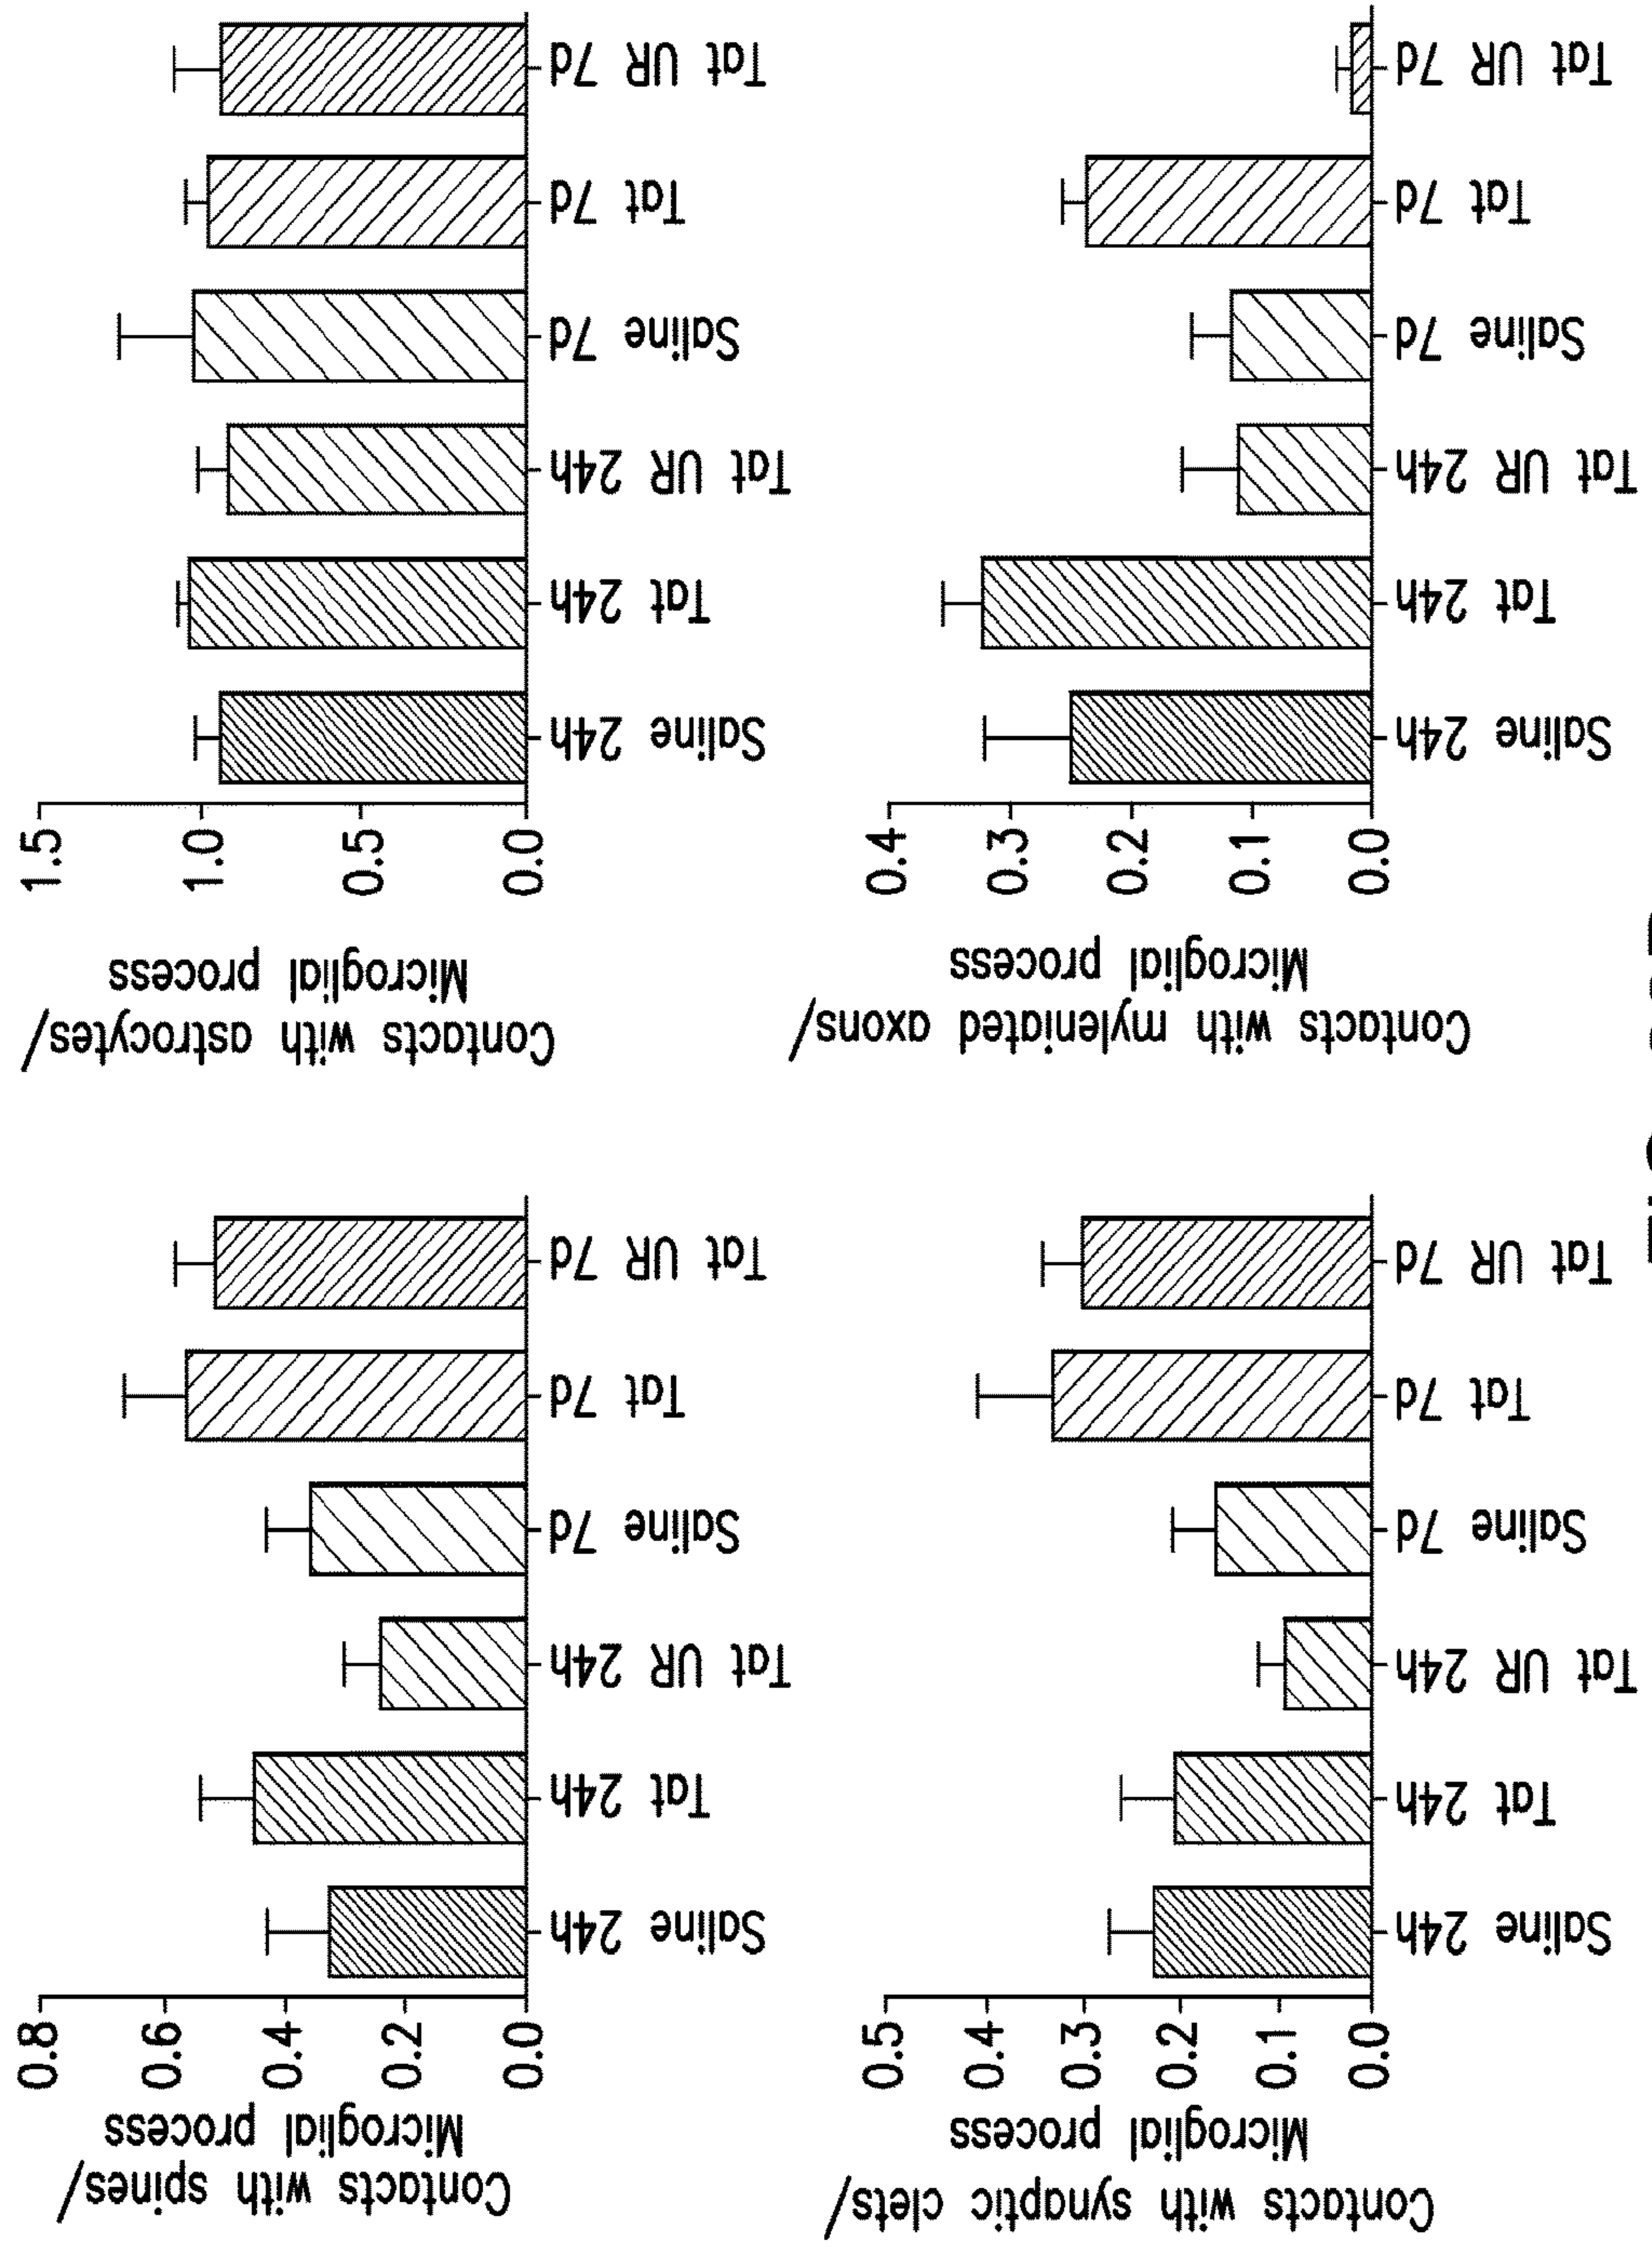 Contacts with spines/
Microglial process
0.8
0.6
0.4
0.2
0.0
Saline 24h
Tat 24h
Tat UR 24h
Saline 7d
Tat 7d
Tat UR 7d
Contacts with astrocytes/
Microglial process
1.5
1.0
0.5
0.0
Saline 24h
Tat 24h
Tat UR 24h
Saline 7d
Tat 7d
Tat UR 7d
Contacts with synaptic clets/
Microglial process
0.5
0.4
0.3
0.2
0.1
0.0
Saline 24h
Tat 24h
Tat UR 24h
Saline 7d
Tat 7d
Tat UR 7d
Contacts with myleniated axons/
Microglial process
0.4
0.3
0.2
0.1
0.0
Saline 24h
Tat 24h
Tat UR 24h
Saline 7d
Tat 7d
Tat UR 7d